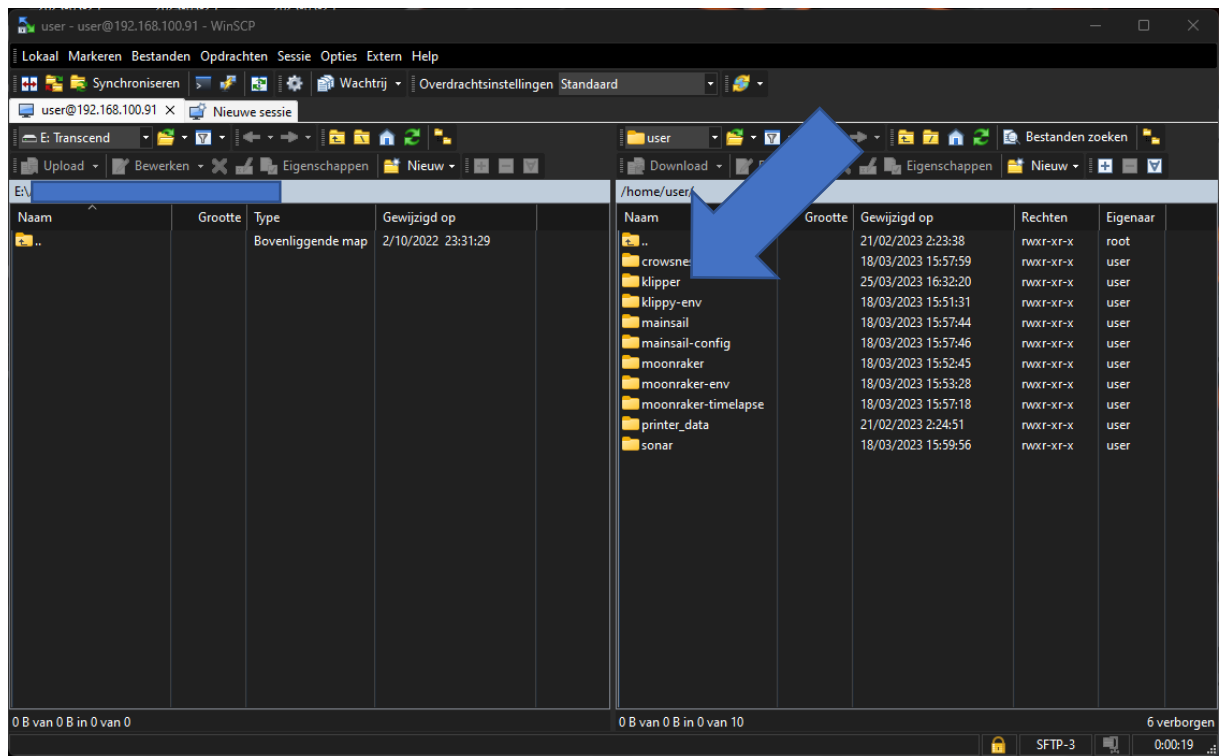 user - user@192.168.100.91 - WinSCP
Lokaal Markeren Bestanden Opdrachten Sessie Opties Extern Help
Synchroniseren Wachtrij Overdrachtsinstellingen Standaard
user@192.168.100.91 Nieuwe sessie
E: Transcend user Bestanden zoeken
Upload Bewerken Eigenschappen Nieuw Download Eigenschappen Nieuw
E:\ /home/user/
Naam Grootte Type Gewijzigd op Naam Grootte Gewijzigd op Rechten Eigenaar
.. Bovenliggende map 2/10/2022 23:31:29 .. 21/02/2023 2:23:38 rwxr-xr-x root
crowsne 18/03/2023 15:57:59 rwxr-xr-x user
klipper 25/03/2023 16:32:20 rwxr-xr-x user
klippy-env 18/03/2023 15:51:31 rwxr-xr-x user
mainsail 18/03/2023 15:57:44 rwxr-xr-x user
mainsail-config 18/03/2023 15:57:46 rwxr-xr-x user
moonraker 18/03/2023 15:52:45 rwxr-xr-x user
moonraker-env 18/03/2023 15:53:28 rwxr-xr-x user
moonraker-timelapse 18/03/2023 15:57:18 rwxr-xr-x user
printer_data 21/02/2023 2:24:51 rwxr-xr-x user
sonar 18/03/2023 15:59:56 rwxr-xr-x user
0 B van 0 B in 0 van 0 0 B van 0 B in 0 van 10 6 verborgen
SFTP-3 0:00:19